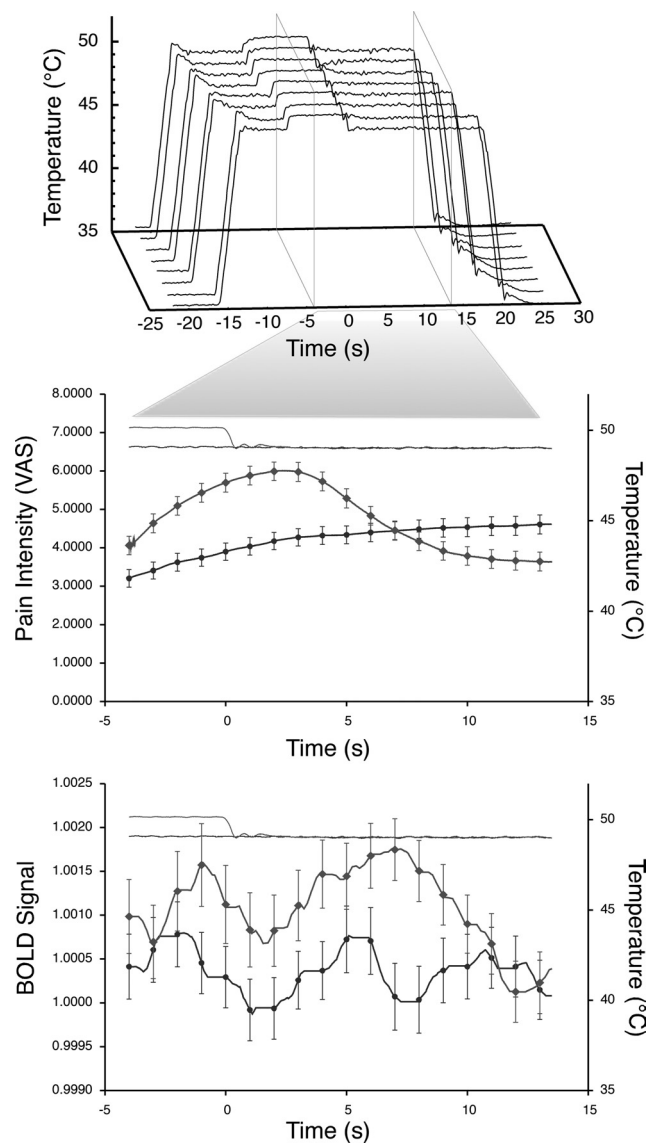 50
45
40
35
Temperature (°C)
-25 -20 -15 -10 -5 0 5 10 15 20 25 30
Time (s)
8.0000
7.0000
6.0000
5.0000
4.0000
3.0000
2.0000
1.0000
0.0000
Pain Intensity (VAS)
50
45
40
35
Temperature (°C)
-5 0 5 10 15
Time (s)
1.0025
1.0020
1.0015
1.0010
1.0005
1.0000
0.9995
0.9990
BOLD Signal
50
45
40
35
Temperature (°C)
-5 0 5 10 15
Time (s)